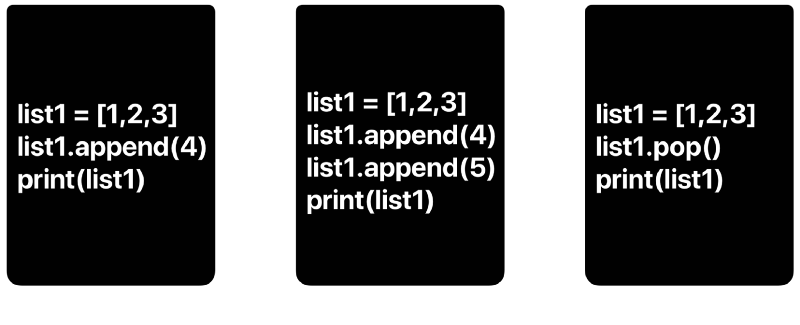 list1 = [1,2,3]
list1.append(4)
print(list1)
list1 = [1,2,3]
list1.append(4)
list1.append(5)
print(list1)
list1 = [1,2,3]
list1.pop()
print(list1)